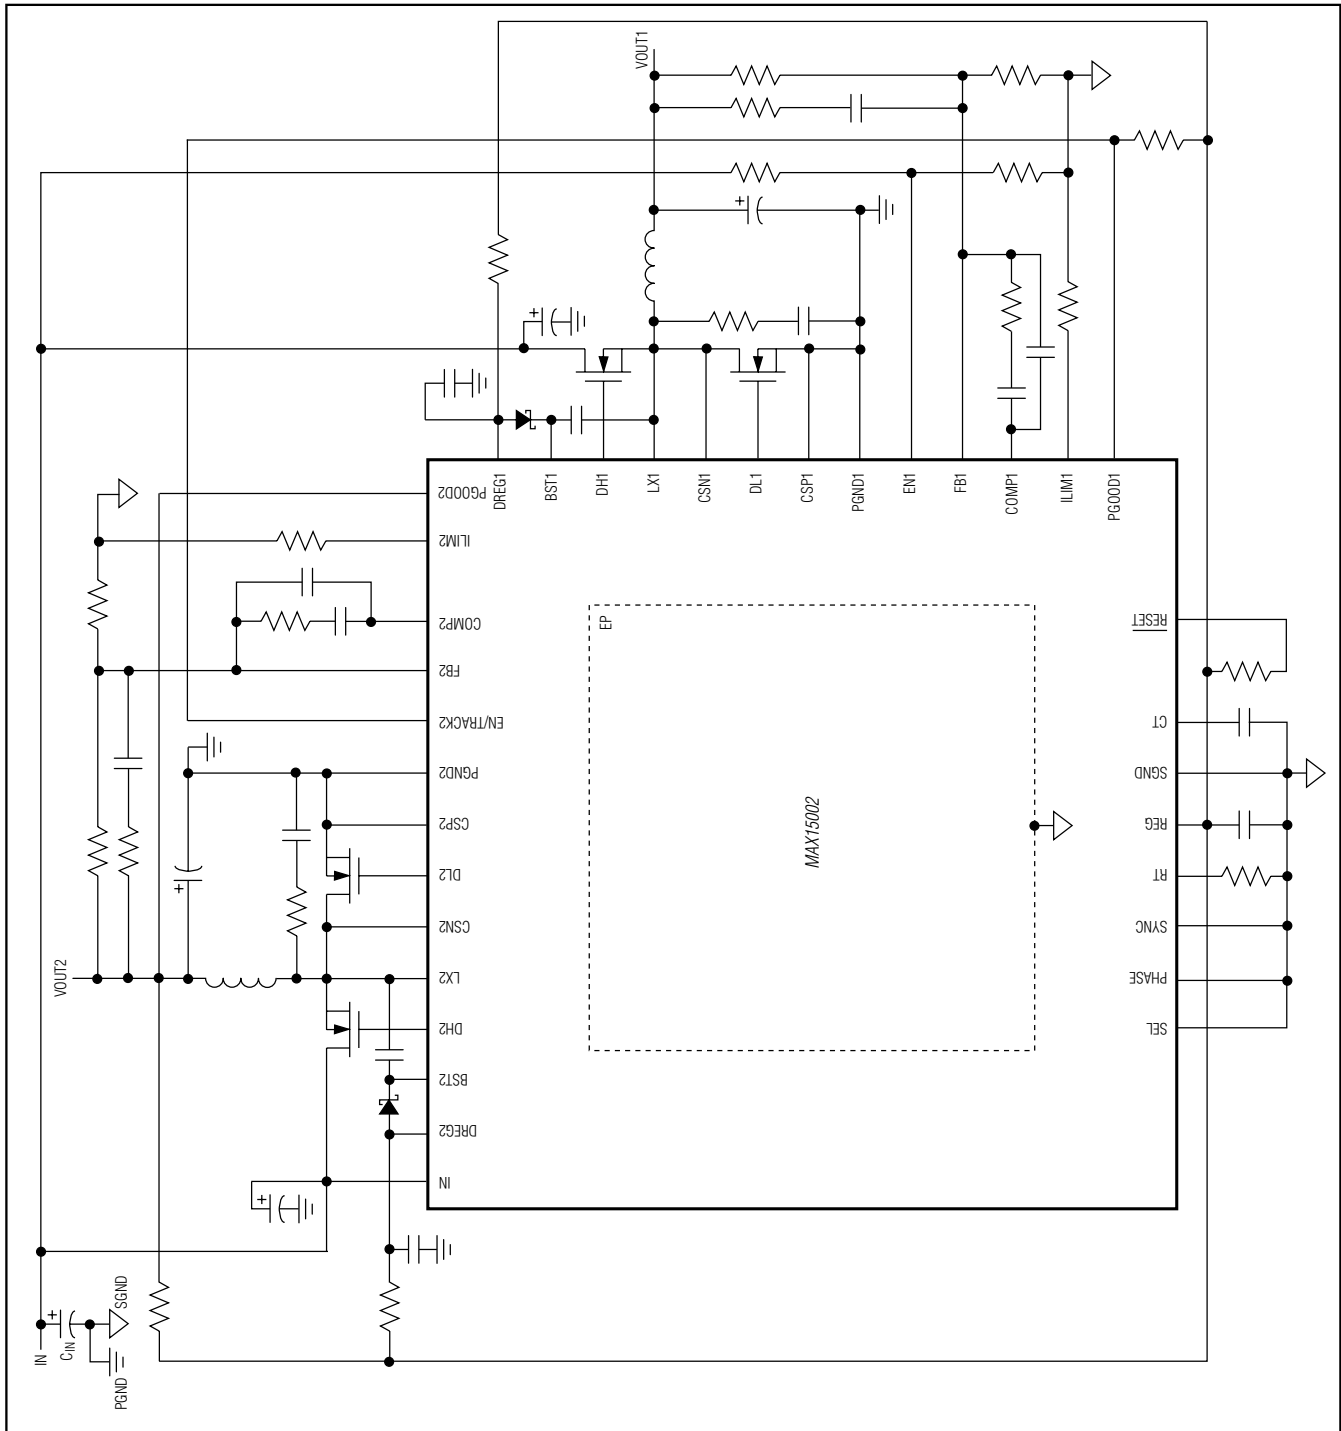 VOUT1
DREG1
BST1
DH1
LX1
CSN1
DL1
CSP1
PGND1
EN1
FB1
COMP1
ILIM1
PGOOD1
PGOOD2
ILIM2
COMP2
FB2
EN/TRACK2
PGND2
CSP2
DL2
CSN2
LX2
DH2
BST2
DREG2
IN
VOUT2
EP
MAX15002
RESET
CT
SGND
REG
RT
SYNC
PHASE
SEL
IN
CIN
SGND
PGND